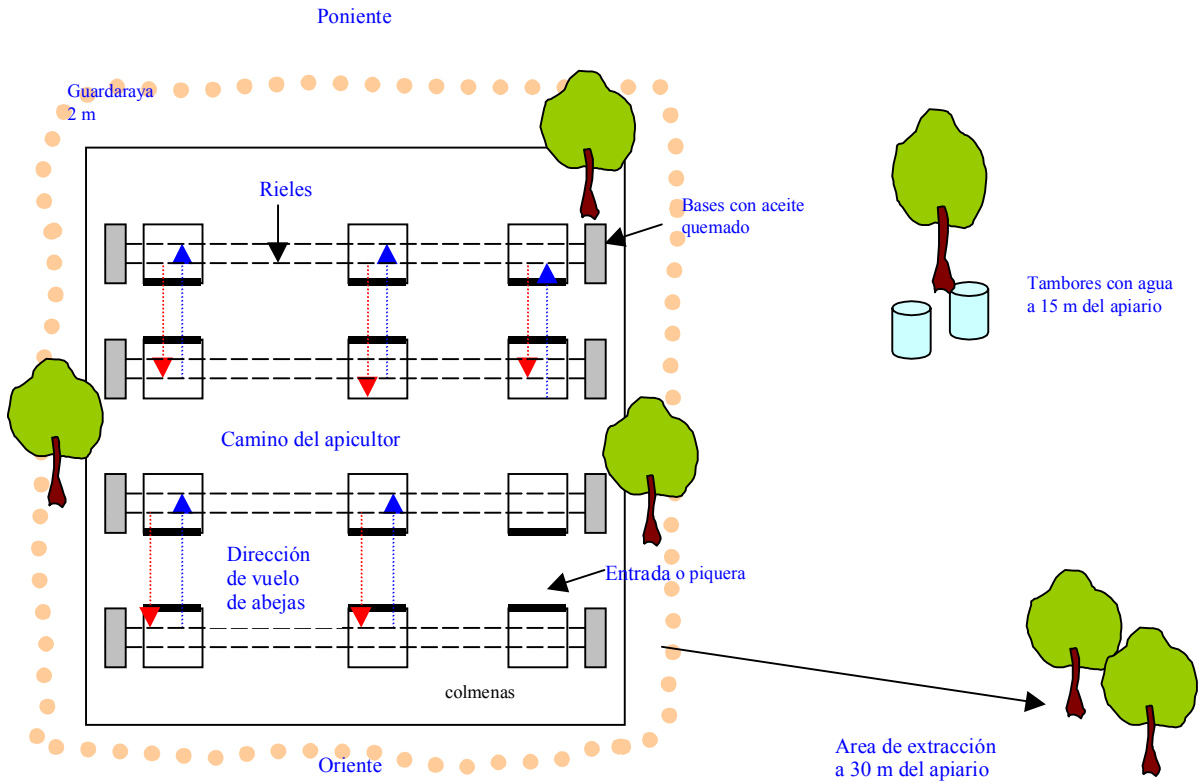 Poniente
Guardaraya
2 m
Rieles
Bases con aceite
quemado
Tambores con agua
a 15 m del apiario
Camino del apicultor
Dirección
de vuelo
de abejas
Entrada o piquera
colmenas
Oriente
Area de extracción
a 30 m del apiario